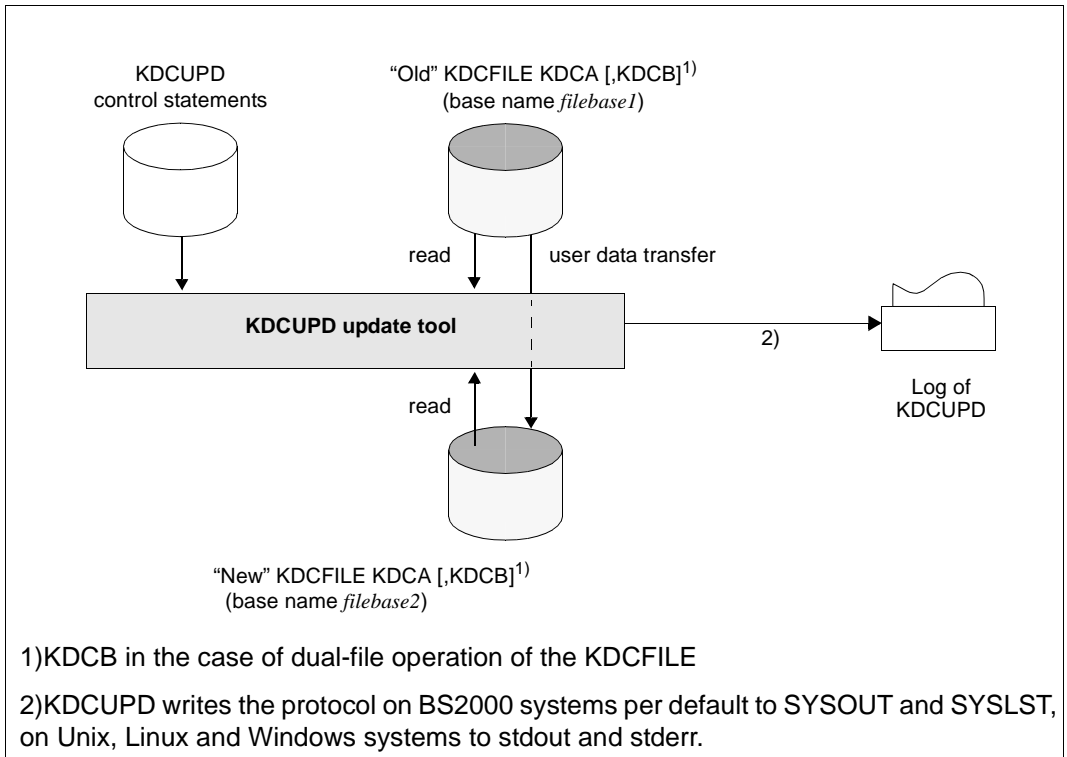 KDCUPD
control statements
“Old” KDCFILE KDCA [,KDCB]1)
(base name filebase1)
read
user data transfer
KDCUPD update tool
2)
Log of
KDCUPD
read
“New” KDCFILE KDCA [,KDCB]1)
(base name filebase2)
1)KDCB in the case of dual-file operation of the KDCFILE
2)KDCUPD writes the protocol on BS2000 systems per default to SYSOUT and SYSLST,
on Unix, Linux and Windows systems to stdout and stderr.